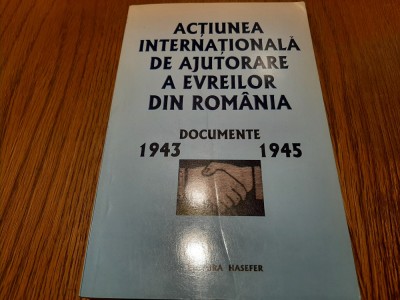 ACȚIUNEA
INTERNAȚIONALĂ
DE AJUTORARE
A EVREILOR
DIN ROMÂNIA
DOCUMENTE
1943 1945
HASEFER